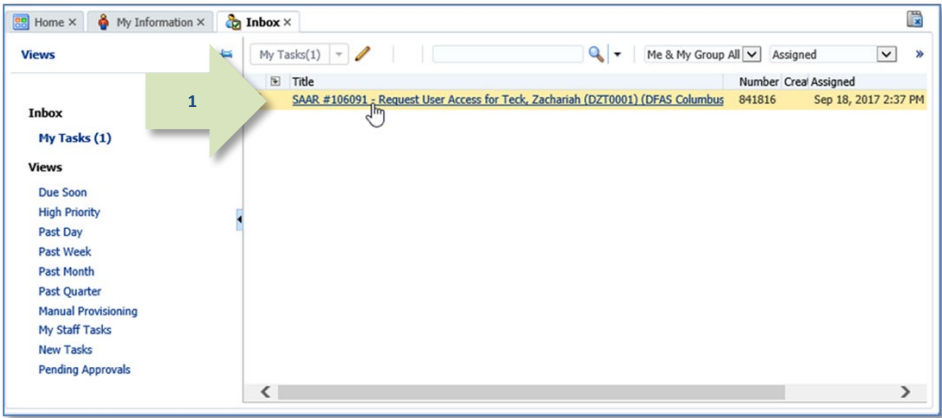 Home × My Information × Inbox ×
Views
My Tasks(1) Me & My Group All Assigned »
Title Number Crea Assigned
1
SAAR #106091 - Request User Access for Teck, Zachariah (DZT0001) (DFAS Columbus 841816 Sep 18, 2017 2:37 PM
Inbox
My Tasks (1)
Views
Due Soon
High Priority
Past Day
Past Week
Past Month
Past Quarter
Manual Provisioning
My Staff Tasks
New Tasks
Pending Approvals